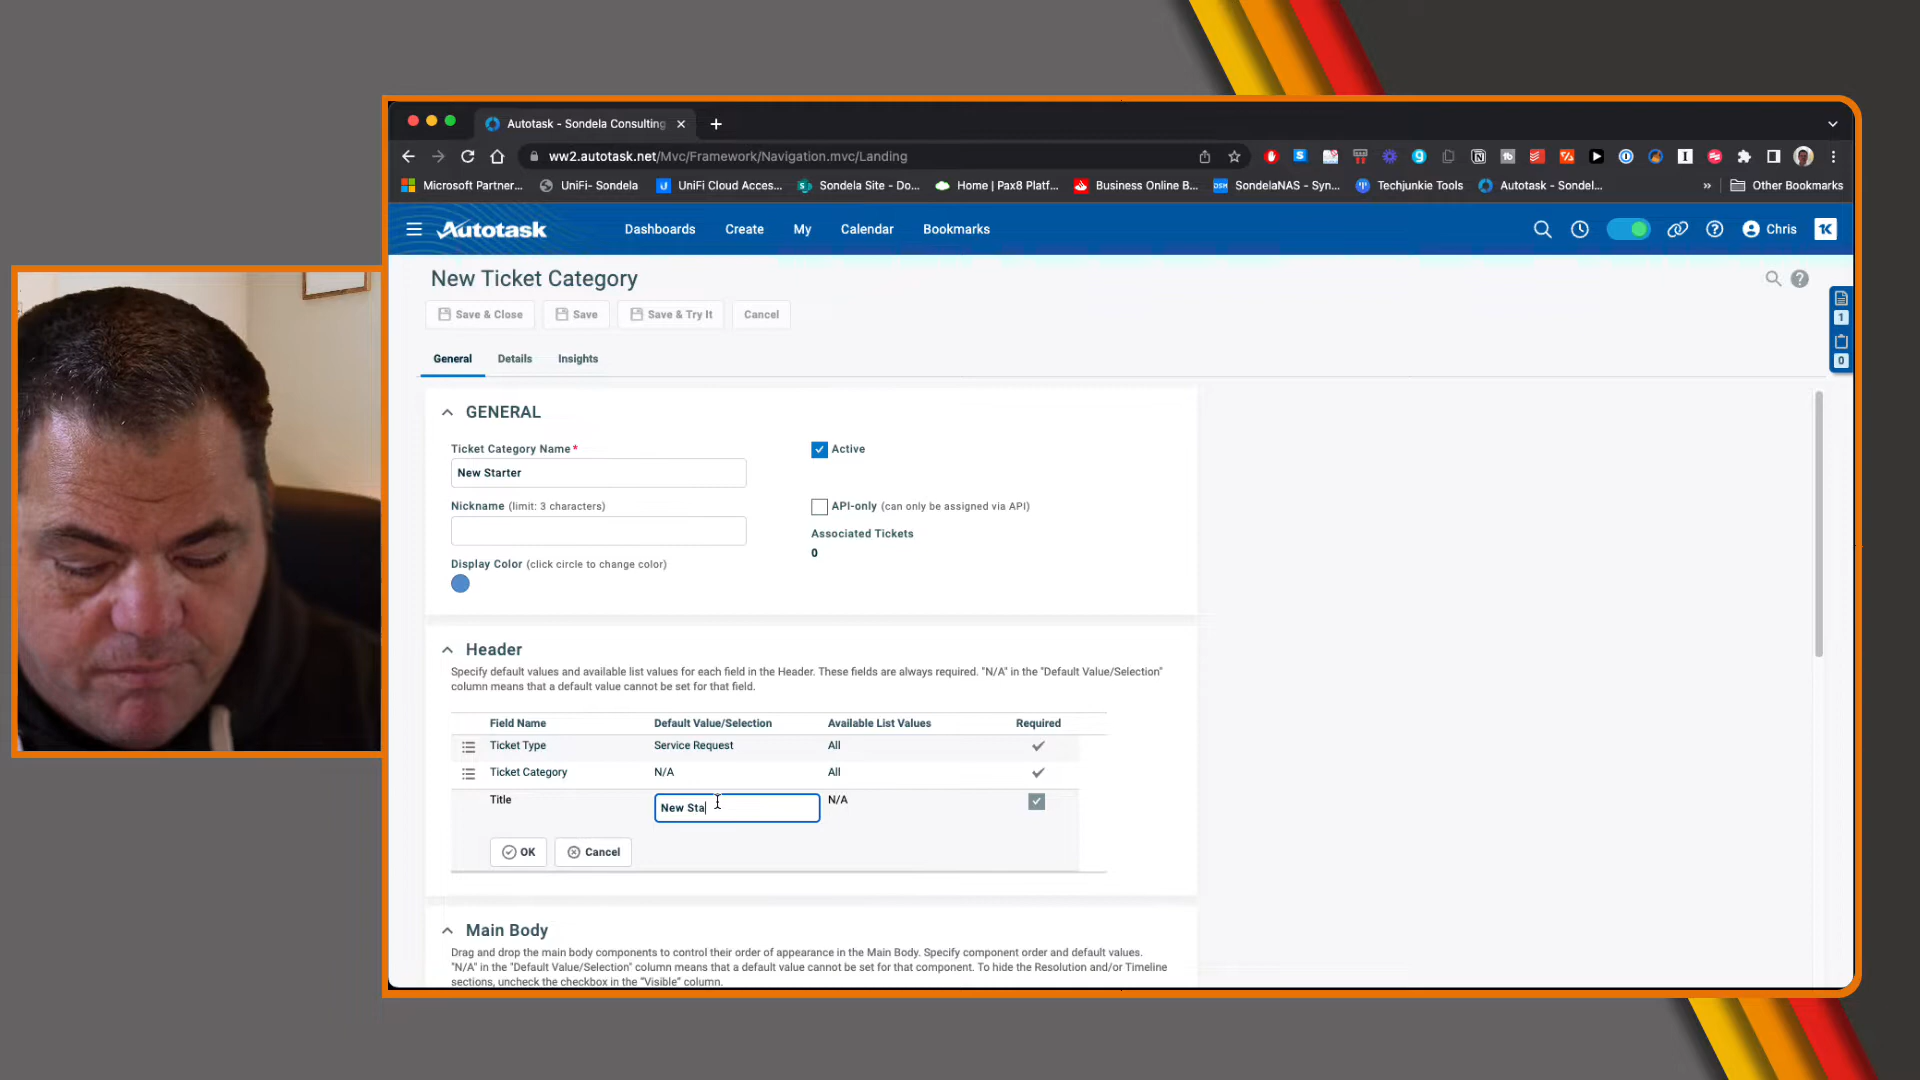 Autotask - Sondela Consulting
ww2.autotask.net/Mvc/Framework/Navigation.mvc/Landing
Microsoft Partner...
UniFi- Sondela
UniFi Cloud Acces...
Sondela Site - Do...
Home | Pax8 Platf...
Business Online B...
SondelaNAS - Syn...
Techjunkie Tools
Autotask - Sondel...
»
Other Bookmarks
Autotask
Dashboards
Create
My
Calendar
Bookmarks
Chris
New Ticket Category
Save & Close
Save
Save & Try It
Cancel
1
0
General
Details
Insights
GENERAL
Ticket Category Name*
Active
New Starter
Nickname (limit: 3 characters)
API-only (can only be assigned via API)
Associated Tickets
0
Display Color (click circle to change color)
Header
Specify default values and available list values for each field in the Header. These fields are always required. "N/A" in the "Default Value/Selection"
column means that a default value cannot be set for that field.
Field Name
Default Value/Selection
Available List Values
Required
Ticket Type
Service Request
All
Ticket Category
N/A
All
Title
New Sta
N/A
OK
Cancel
Main Body
Drag and drop the main body components to control their order of appearance in the Main Body. Specify component order and default values.
"N/A" in the "Default Value/Selection" column means that a default value cannot be set for that component. To hide the Resolution and/or Timeline
sections, uncheck the checkbox in the "Visible" column.